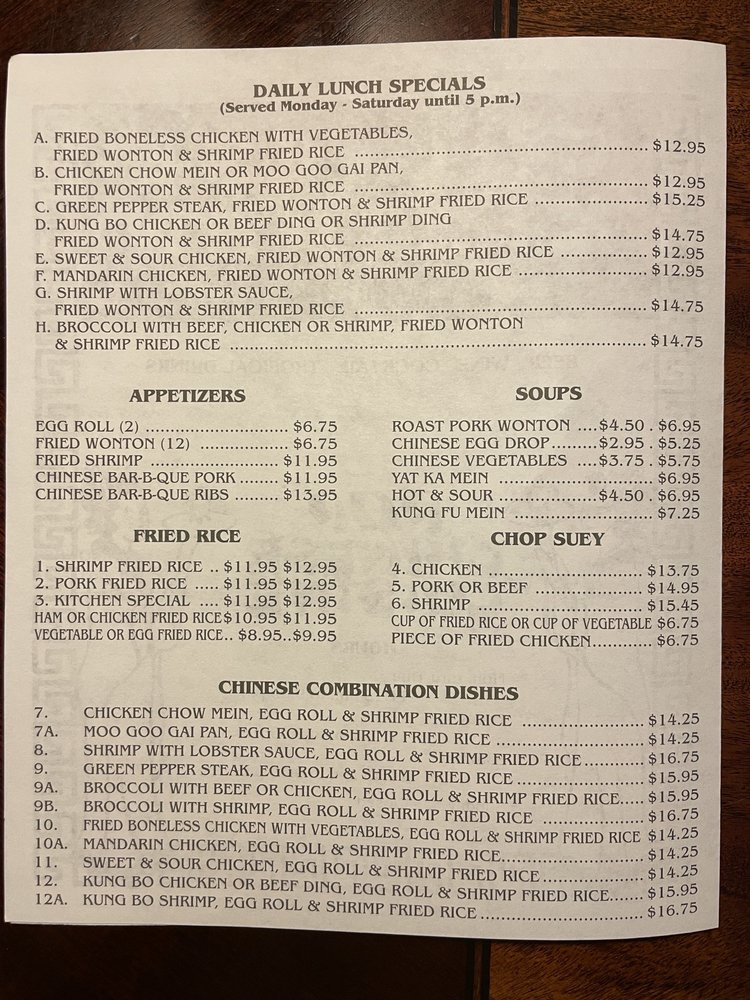 DAILY LUNCH SPECIALS
(Served Monday - Saturday until 5 p.m.)
A. FRIED BONELESS CHICKEN WITH VEGETABLES,
FRIED WONTON & SHRIMP FRIED RICE ................ $12.95
B. CHICKEN CHOW MEIN OR MOO GOO GAI PAN,
FRIED WONTON & SHRIMP FRIED RICE ................ $12.95
C. GREEN PEPPER STEAK, FRIED WONTON & SHRIMP FRIED RICE ................ $15.25
D. KUNG BO CHICKEN OR BEEF DING OR SHRIMP DING
FRIED WONTON & SHRIMP FRIED RICE ................ $14.75
E. SWEET & SOUR CHICKEN, FRIED WONTON & SHRIMP FRIED RICE ................ $12.95
F. MANDARIN CHICKEN, FRIED WONTON & SHRIMP FRIED RICE ................ $12.95
G. SHRIMP WITH LOBSTER SAUCE,
FRIED WONTON & SHRIMP FRIED RICE ................ $14.75
H. BROCCOLI WITH BEEF, CHICKEN OR SHRIMP, FRIED WONTON
& SHRIMP FRIED RICE ................ $14.75
APPETIZERS
EGG ROLL (2) ................ $6.75
FRIED WONTON (12) ................ $6.75
FRIED SHRIMP ................ $11.95
CHINESE BAR-B-QUE PORK ....... $11.95
CHINESE BAR-B-QUE RIBS ......... $13.95
SOUPS
ROAST PORK WONTON ....$4.50 . $6.95
CHINESE EGG DROP........$2.95 . $5.25
CHINESE VEGETABLES ....$3.75 . $5.75
YAT KA MEIN ................ $6.95
HOT & SOUR ................$4.50 . $6.95
KUNG FU MEIN ................ $7.25
FRIED RICE
1. SHRIMP FRIED RICE .. $11.95 $12.95
2. PORK FRIED RICE ..... $11.95 $12.95
3. KITCHEN SPECIAL .... $11.95 $12.95
HAM OR CHICKEN FRIED RICE$10.95 $11.95
VEGETABLE OR EGG FRIED RICE.. $8.95..$9.95
CHOP SUEY
4. CHICKEN ................ $13.75
5. PORK OR BEEF ................ $14.95
6. SHRIMP ................ $15.45
CUP OF FRIED RICE OR CUP OF VEGETABLE $6.75
PIECE OF FRIED CHICKEN............ $6.75
CHINESE COMBINATION DISHES
7. CHICKEN CHOW MEIN, EGG ROLL & SHRIMP FRIED RICE ................ $14.25
7A. MOO GOO GAI PAN, EGG ROLL & SHRIMP FRIED RICE ................ $14.25
8. SHRIMP WITH LOBSTER SAUCE, EGG ROLL & SHRIMP FRIED RICE............ $16.75
9. GREEN PEPPER STEAK, EGG ROLL & SHRIMP FRIED RICE ................ $15.95
9A. BROCCOLI WITH BEEF OR CHICKEN, EGG ROLL & SHRIMP FRIED RICE..... $15.95
9B. BROCCOLI WITH SHRIMP, EGG ROLL & SHRIMP FRIED RICE ................ $16.75
10. FRIED BONELESS CHICKEN WITH VEGETABLES, EGG ROLL & SHRIMP FRIED RICE $14.25
10A. MANDARIN CHICKEN, EGG ROLL & SHRIMP FRIED RICE................ $14.25
11. SWEET & SOUR CHICKEN, EGG ROLL & SHRIMP FRIED RICE ................ $14.25
12. KUNG BO CHICKEN OR BEEF DING, EGG ROLL & SHRIMP FRIED RICE....... $15.95
12A. KUNG BO SHRIMP, EGG ROLL & SHRIMP FRIED RICE ................ $16.75